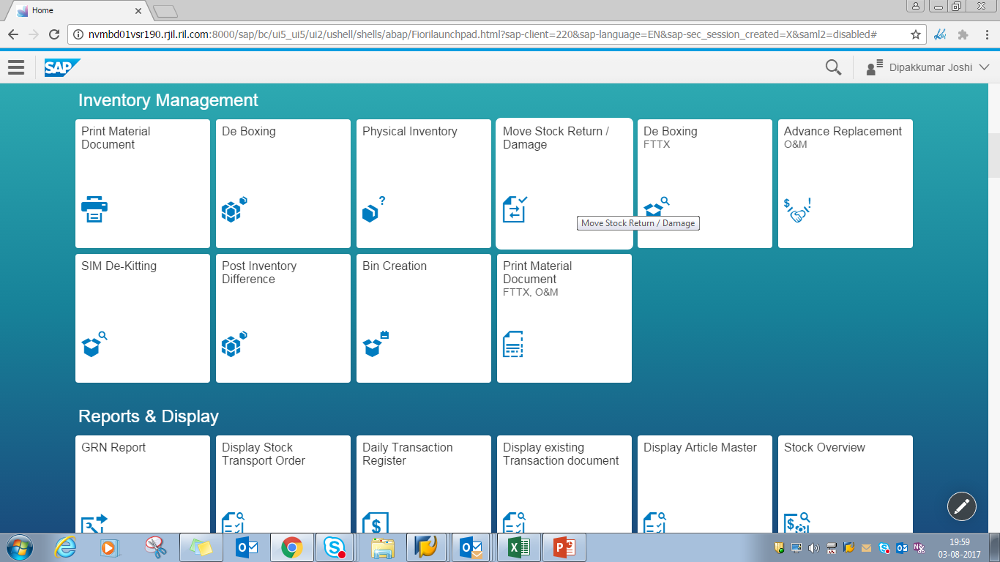 Home
nvmbd01vsr190.rjil.ril.com:8000/sap/bc/ui5_ui5/ui2/ushell/shells/abap/Fiorilaunchpad.html?sap-client=220&sap-language=EN&sap-sec_session_created=X&saml2=disabled#
SAP
Dipakkumar Joshi
Inventory Management
Print Material
Document
De Boxing
Physical Inventory
Move Stock Return /
Damage
De Boxing
FTTX
Advance Replacement
O&M
Move Stock Return / Damage
SIM De-Kitting
Post Inventory
Difference
Bin Creation
Print Material
Document
FTTX, O&M
Reports & Display
GRN Report
Display Stock
Transport Order
Daily Transaction
Register
Display existing
Transaction document
Display Article Master
Stock Overview
19:59
03-08-2017